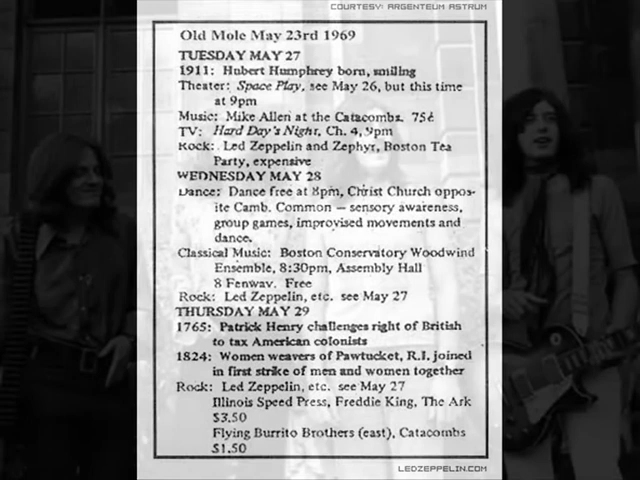 COURTESY: ARGENTEUM ASTRUM
Old Mole May 23rd 1969
TUESDAY MAY 27
1911: Hubert Humphrey born, smiling
Theater: Space Play, see May 26, but this time
at 9pm
Music: Mike Allen at the Catacombs. 75¢
TV: Hard Day's Night, Ch. 4, 9pm
Rock: Led Zeppelin and Zephyr, Boston Tea
Party, expensive
WEDNESDAY MAY 28
Dance: Dance free at 8pm, Christ Church oppos-
ite Camb. Common — sensory awareness,
group games, improvised movements and
dance.
Classical Music: Boston Conservatory Woodwind
Ensemble, 8:30pm, Assembly Hall
8 Fenway. Free
Rock: Led Zeppelin, etc. see May 27
THURSDAY MAY 29
1765: Patrick Henry challenges right of British
to tax American colonists
1824: Women weavers of Pawtucket, R.I. joined
in first strike of men and women together
Rock: Led Zeppelin, etc. see May 27
Illinois Speed Press, Freddie King, The Ark
$3.50
Flying Burrito Brothers (east), Catacombs
$1.50
LEDZEPPELIN.COM